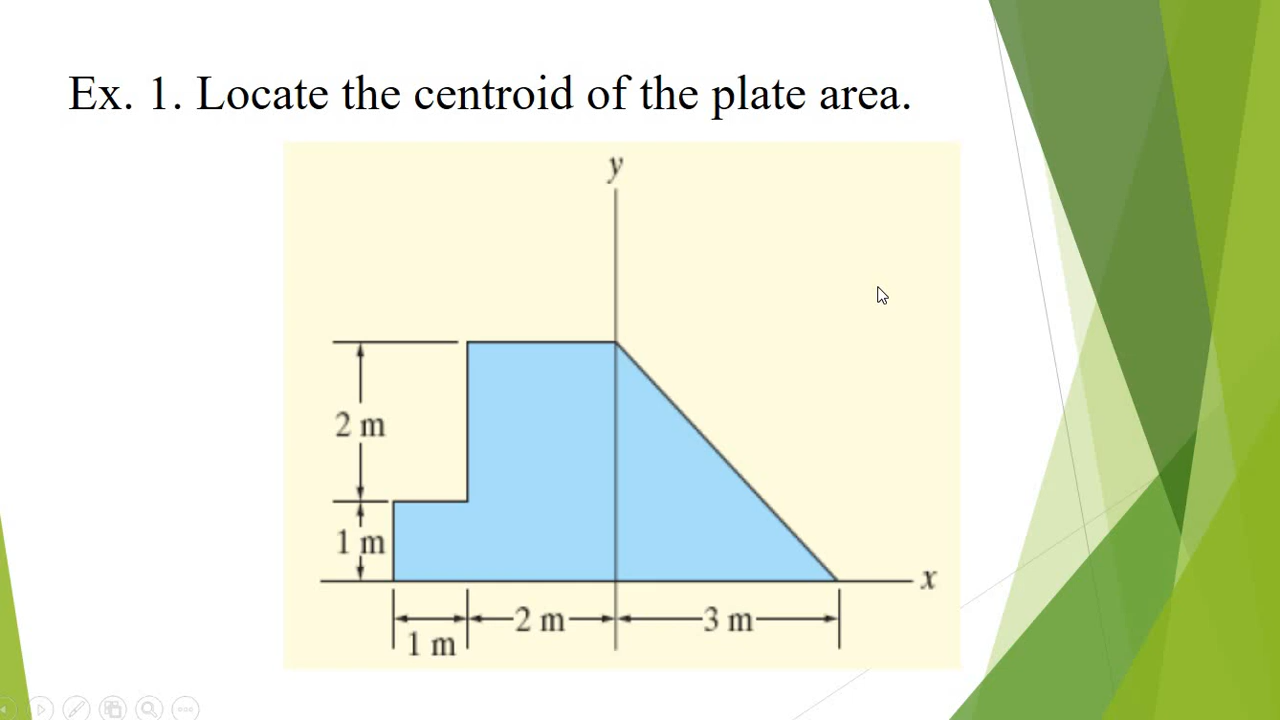 Ex. 1. Locate the centroid of the plate area.
y
2 m
1 m
x
2 m
3 m
1 m